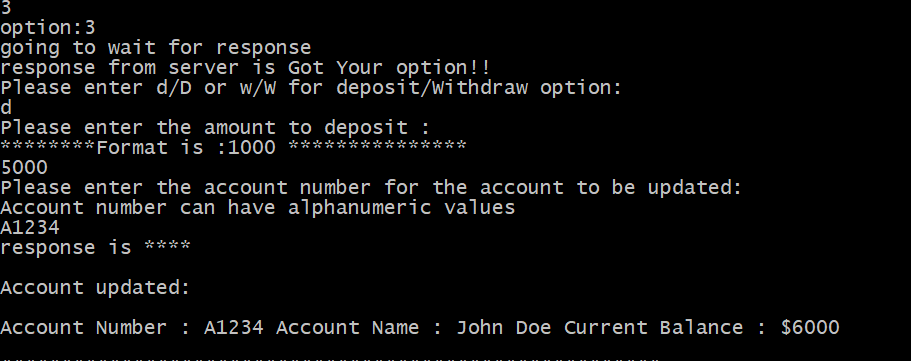 3
option:3
going to wait for response
response from server is Got Your option!!
Please enter d/D or w/W for deposit/Withdraw option:
d
Please enter the amount to deposit :
********Format is :1000 ***************
5000
Please enter the account number for the account to be updated:
Account number can have alphanumeric values
A1234
response is ****
Account updated:
Account Number : A1234 Account Name : John Doe Current Balance : $6000